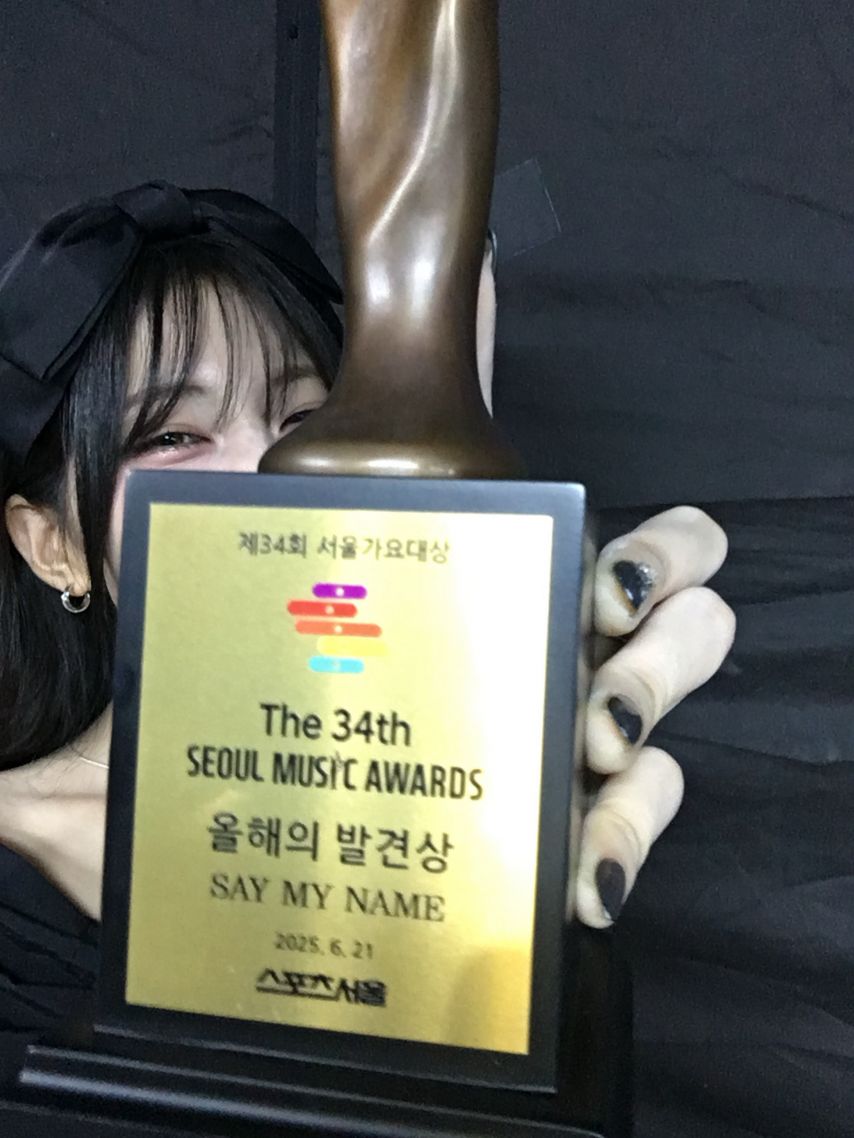 제34회 서울가요대상
The 34th
SEOUL MUSIC AWARDS
올해의 발견상
SAY MY NAME
2025. 6. 21
스포츠서울